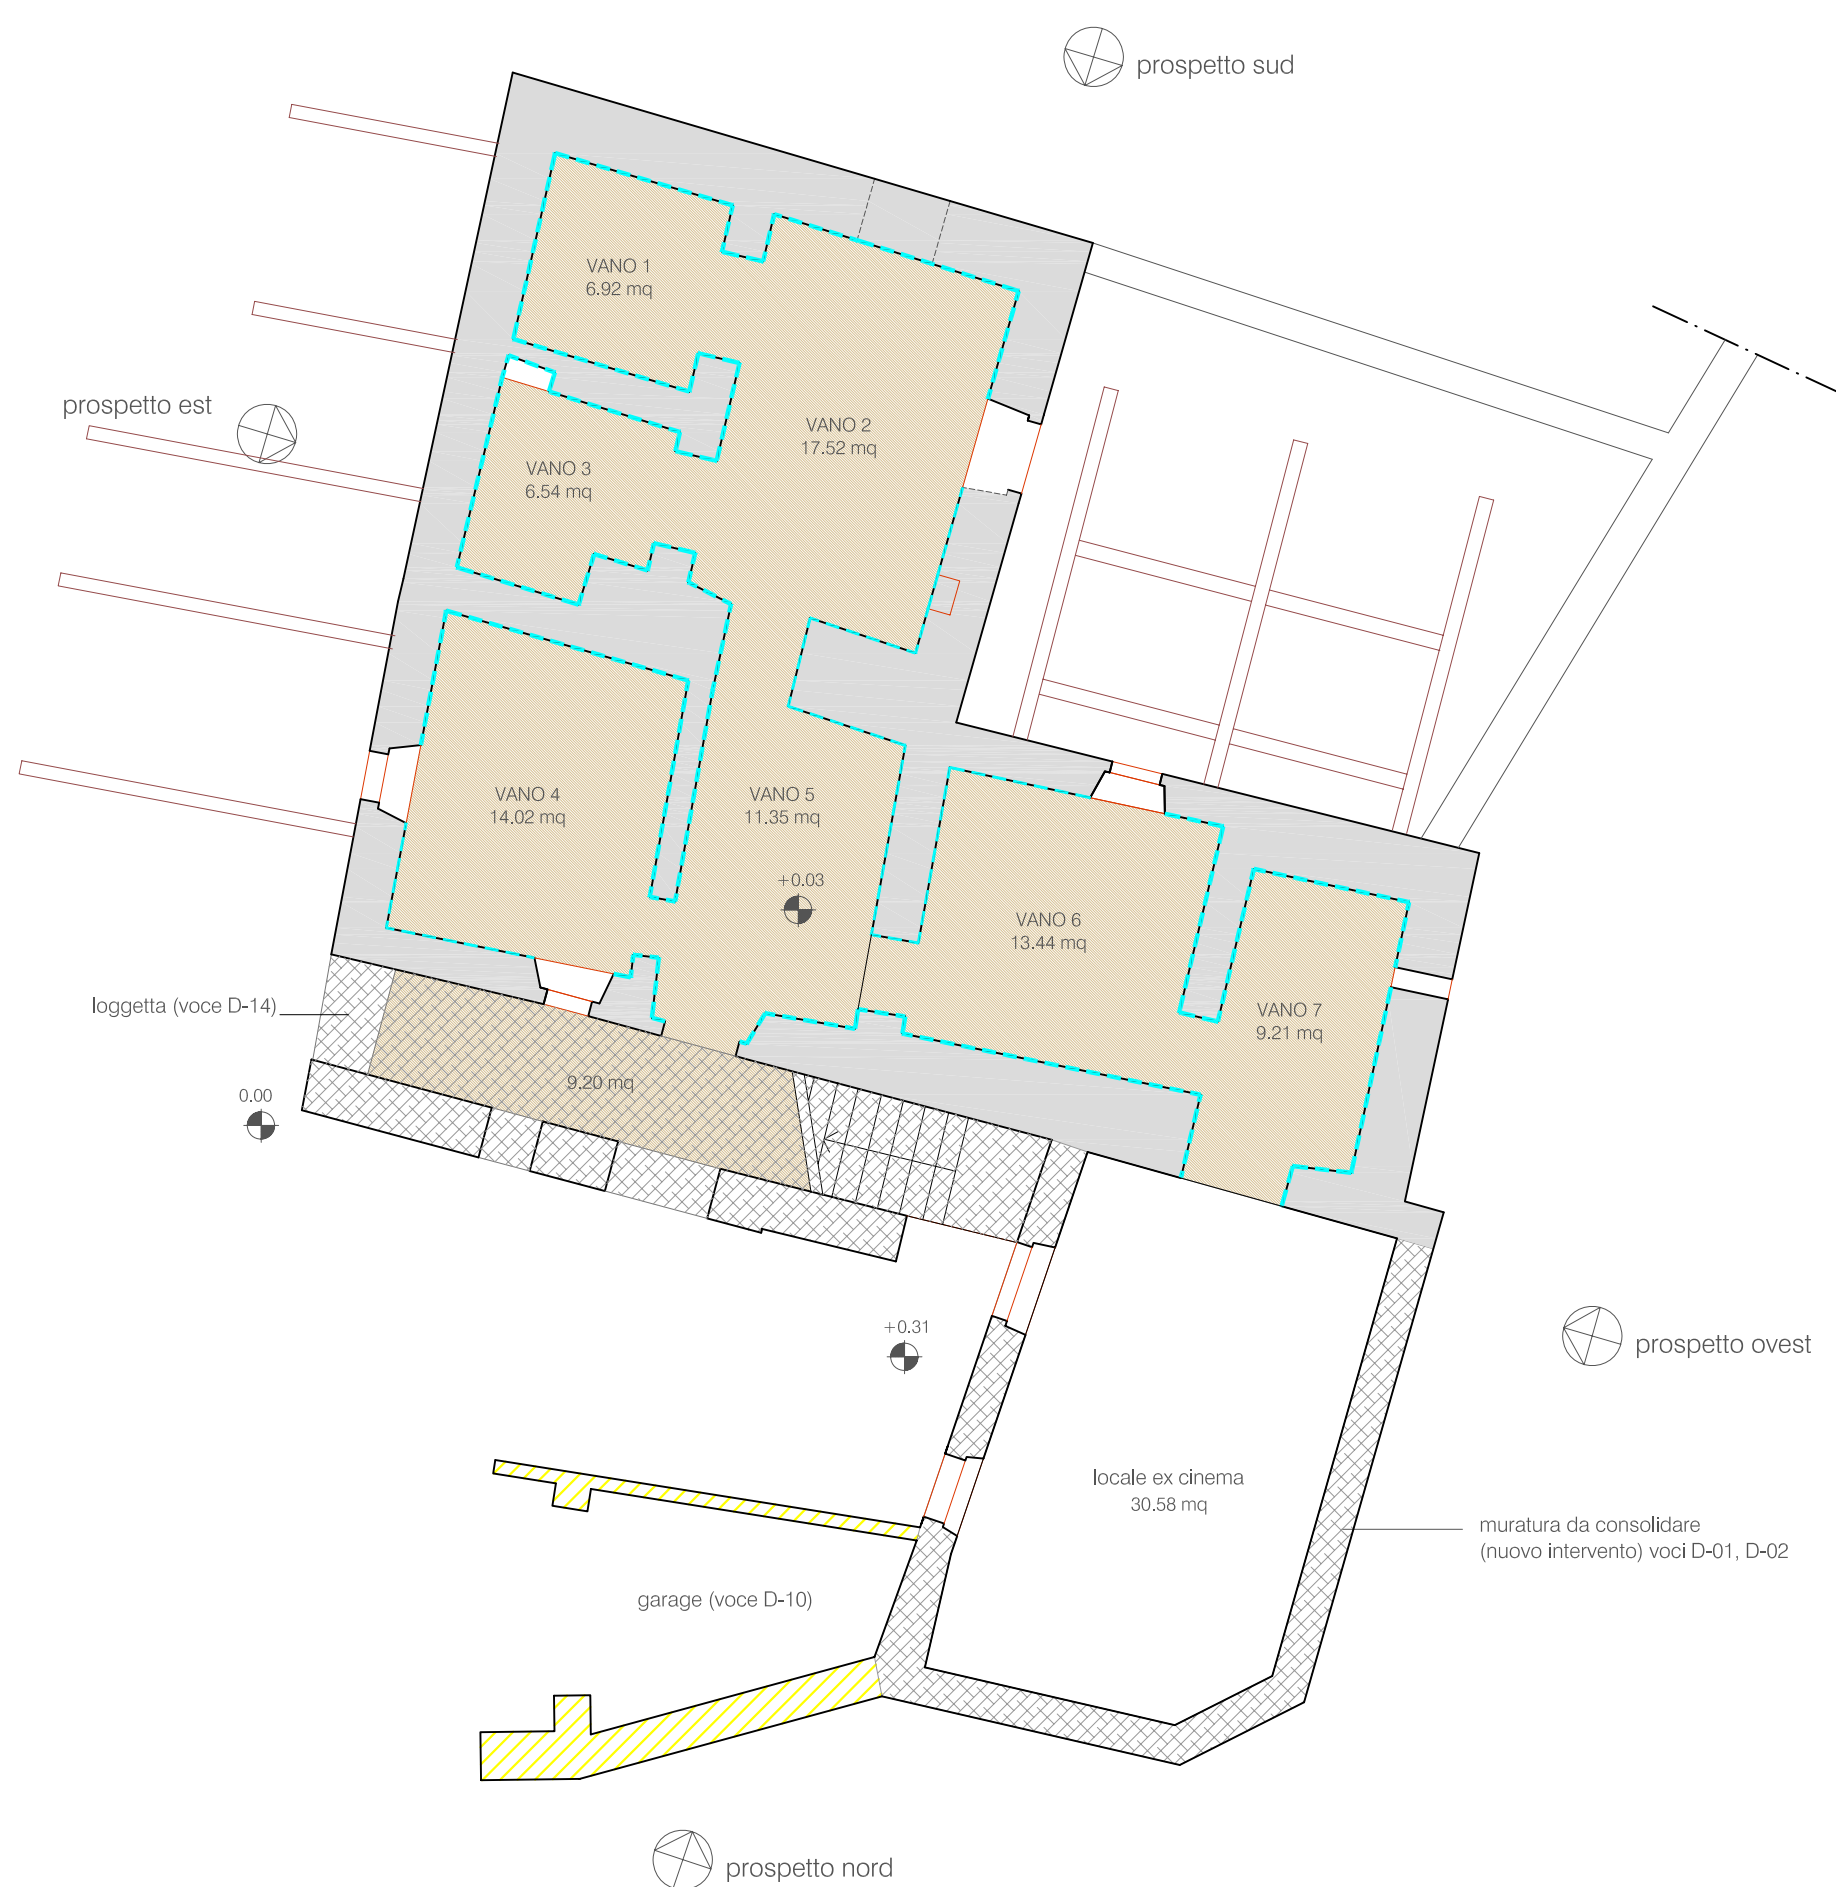 prospetto sud
VANO 1
6.92 mq
prospetto est
VANO 2
17.52 mq
VANO 3
6.54 mq
VANO 4
14.02 mq
VANO 5
11.35 mq
+0.03
VANO 6
13.44 mq
VANO 7
9.21 mq
loggetta (voce D-14)
9.20 mq
0.00
+0.31
prospetto ovest
locale ex cinema
30.58 mq
muratura da consolidare
(nuovo intervento) voci D-01, D-02
garage (voce D-10)
prospetto nord